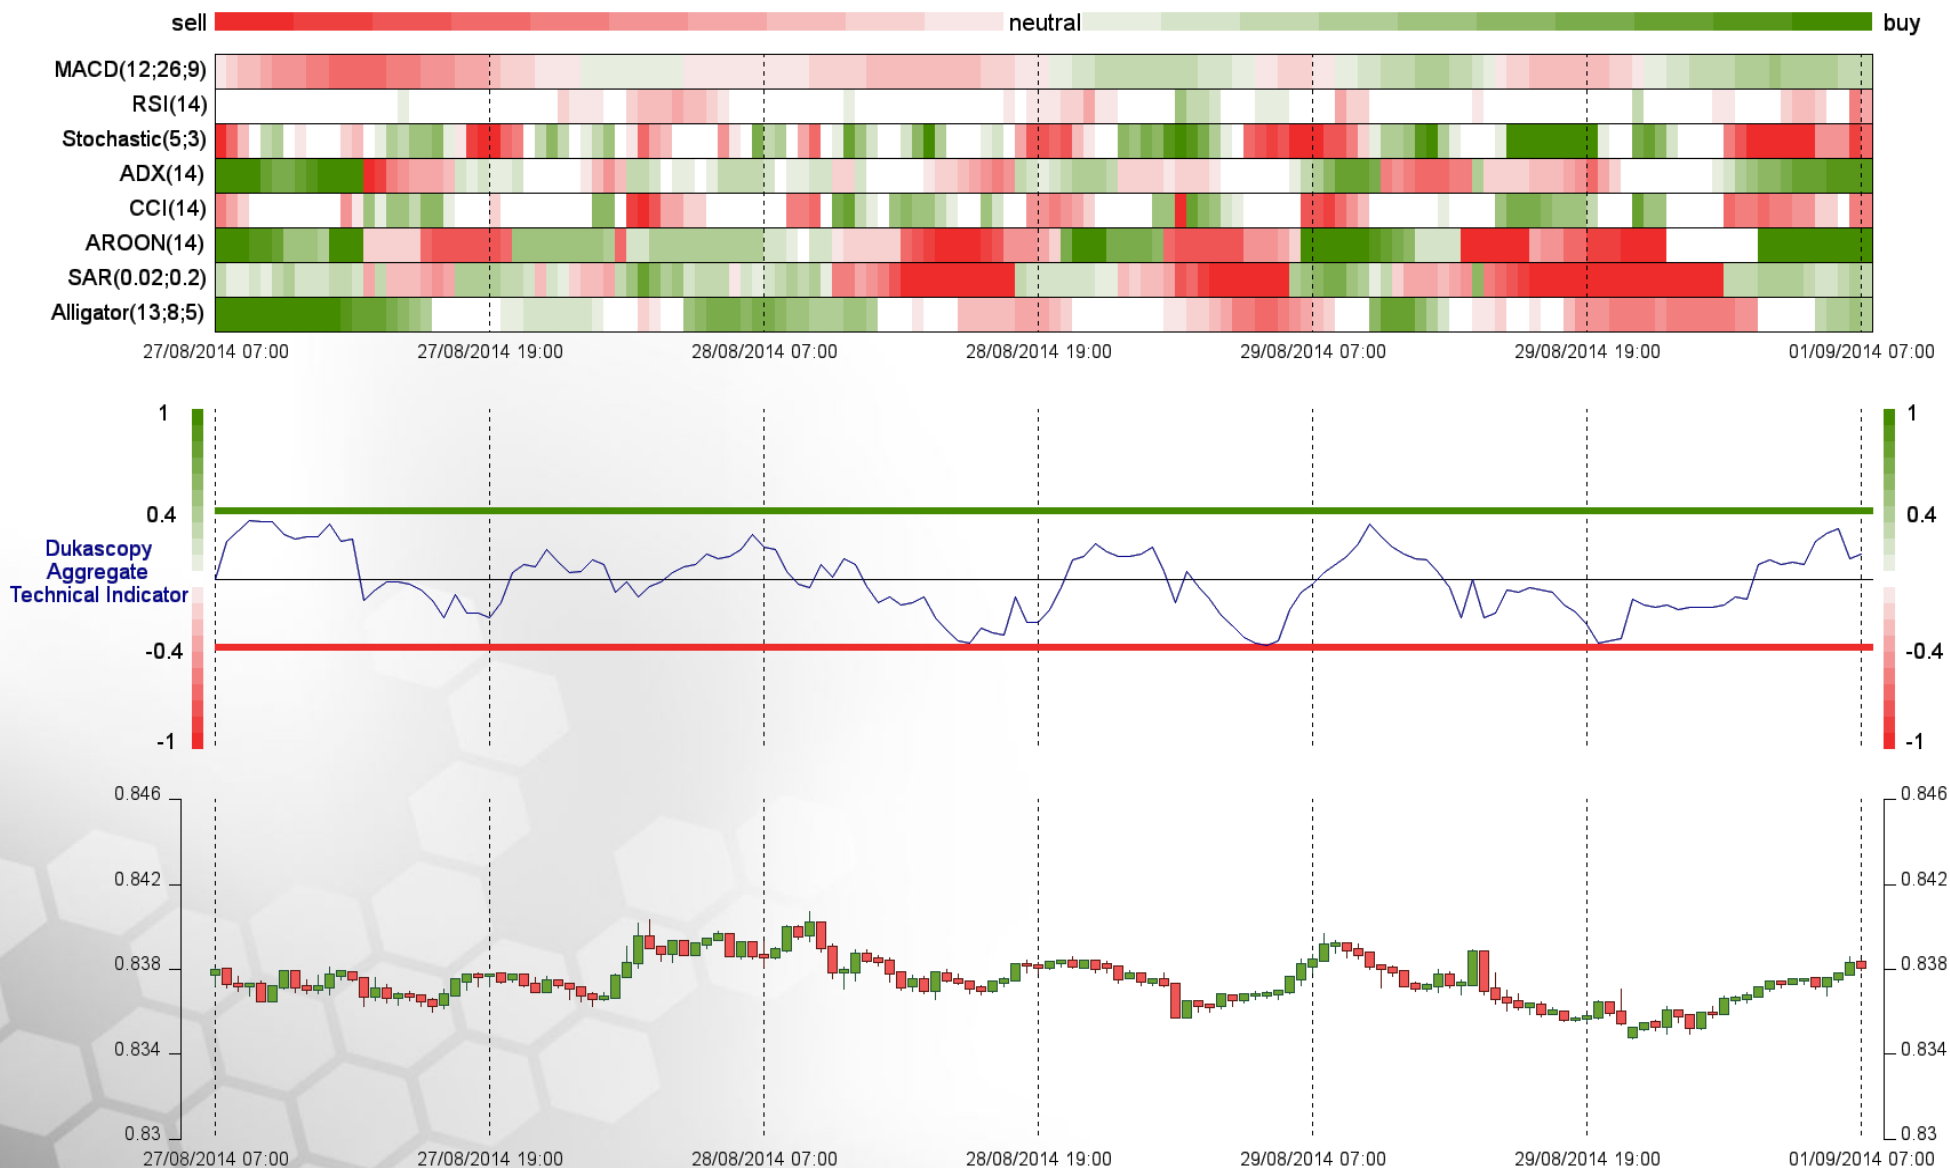 sell neutral buy
MACD(12;26;9)
RSI(14)
Stochastic(5;3)
ADX(14)
CCI(14)
AROON(14)
SAR(0.02;0.2)
Alligator(13;8;5)
27/08/2014 07:00 27/08/2014 19:00 28/08/2014 07:00 28/08/2014 19:00 29/08/2014 07:00 29/08/2014 19:00 01/09/2014 07:00
1 1
0.4 0.4
Dukascopy
Aggregate
Technical Indicator
-0.4 -0.4
-1 -1
0.846 0.846
0.842 0.842
0.838 0.838
0.834 0.834
0.83 0.83
27/08/2014 07:00 27/08/2014 19:00 28/08/2014 07:00 28/08/2014 19:00 29/08/2014 07:00 29/08/2014 19:00 01/09/2014 07:00